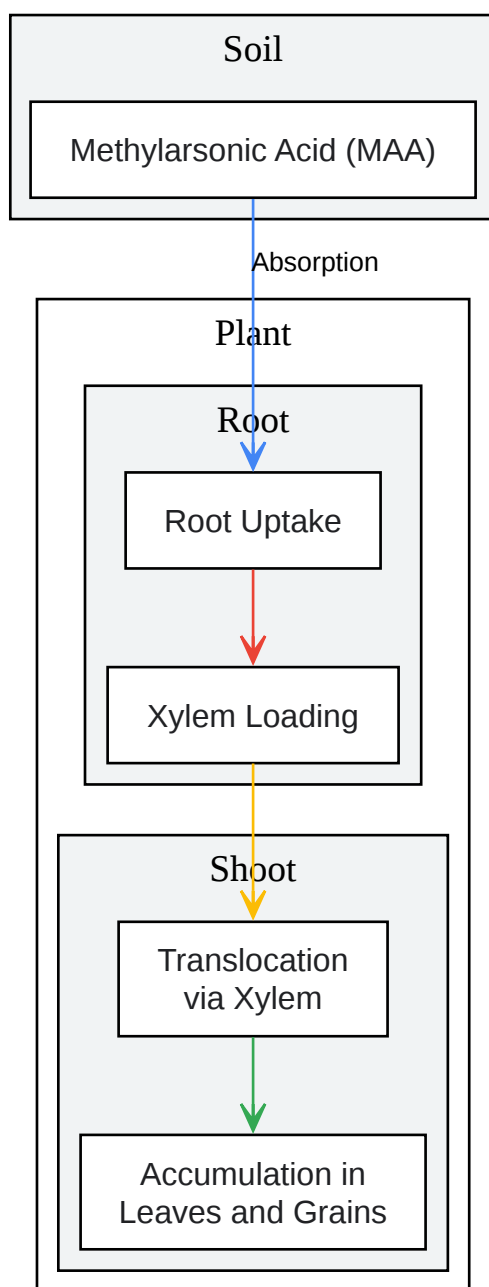 Soil
Methylarsonic Acid (MAA)
Absorption
Plant
Root
Root Uptake
Xylem Loading
Shoot
Translocation
via Xylem
Accumulation in
Leaves and Grains